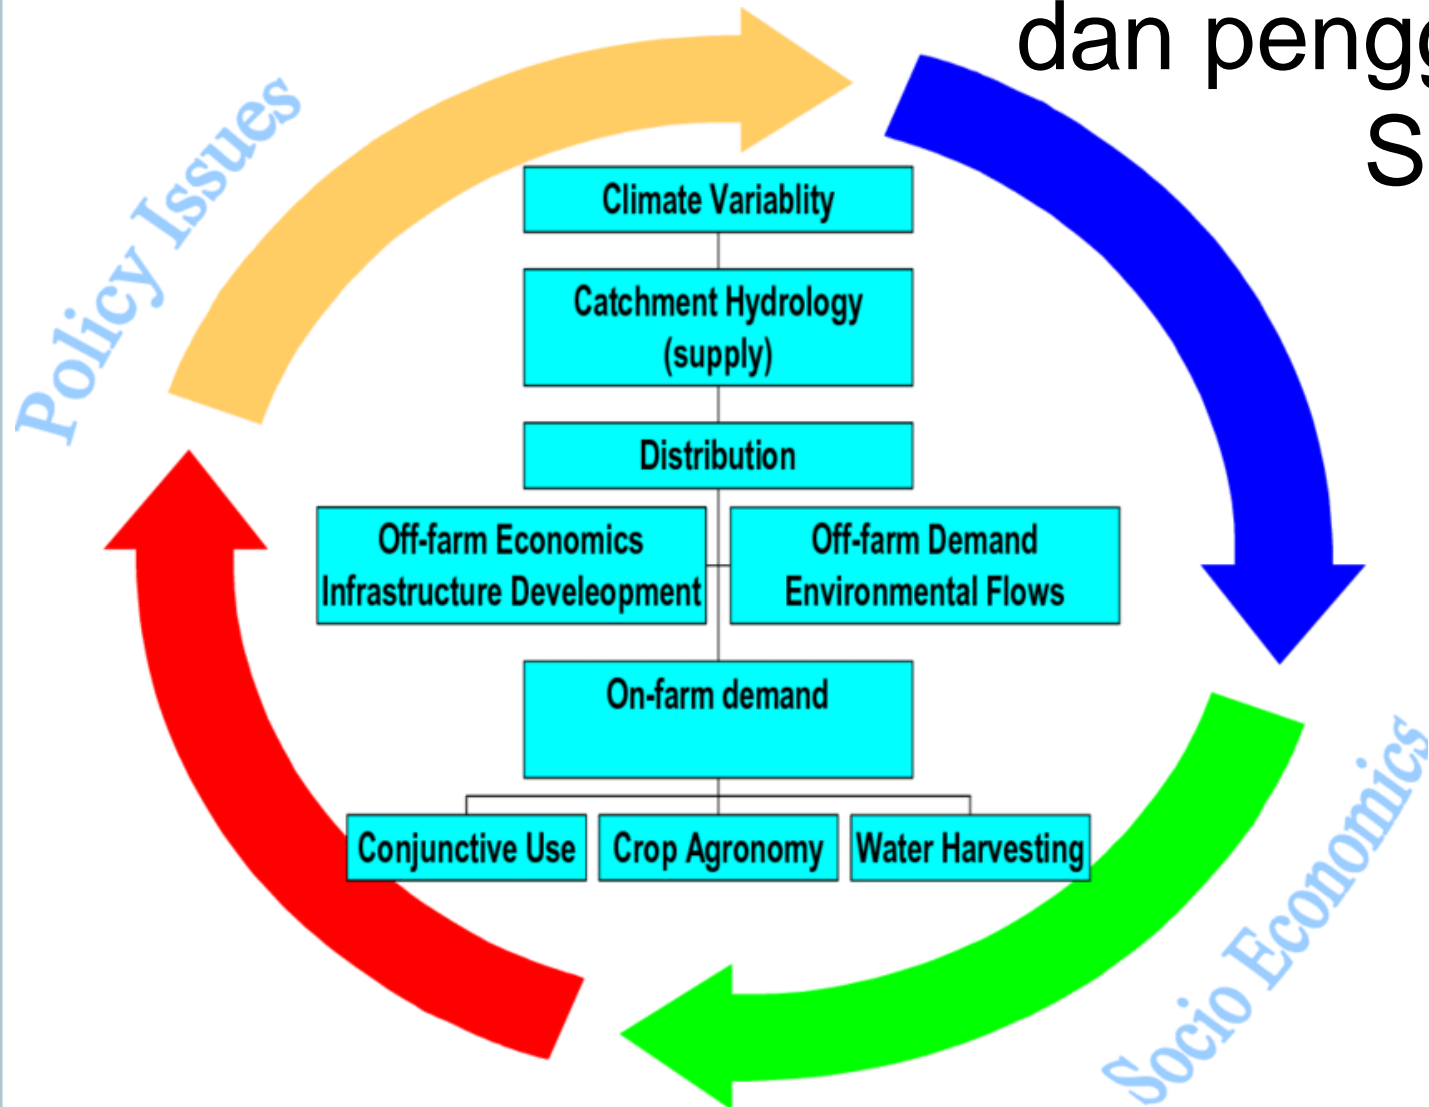 dan
Policy Issues
Climate Variablity
Catchment Hydrology
(supply)
Distribution
Off-farm Economics
Infrastructure Develeopment
Off-farm Demand
Environmental Flows
On-farm demand
Conjunctive Use
Crop Agronomy
Water Harvesting
Socio Economics